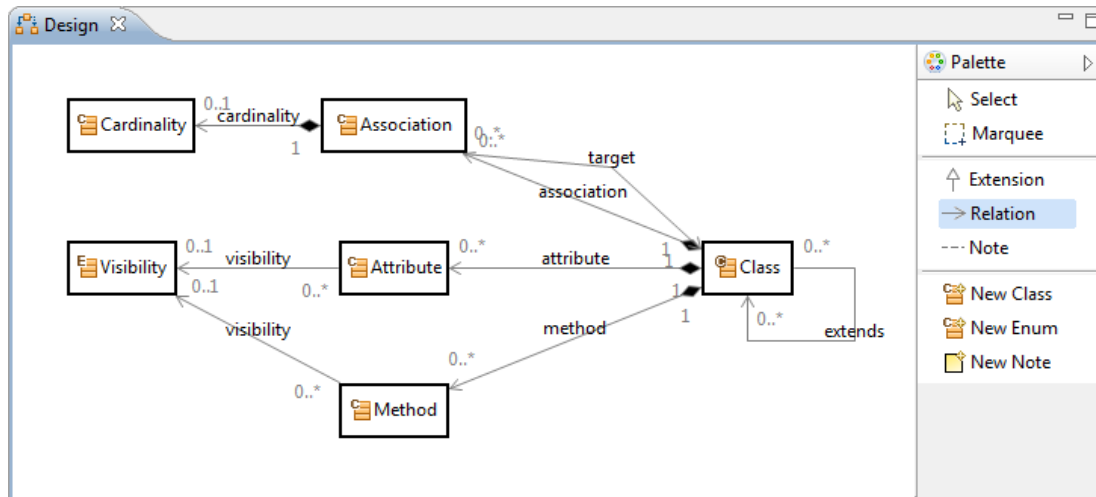 Design
Palette
Select
Marquee
Extension
Relation
Note
New Class
New Enum
New Note
Cardinality
0..1
cardinality
1
Association
0..*
0..*
target
association
Visibility
0..1
visibility
0..*
Attribute
0..*
attribute
1
1
Class
0..*
0..*
extends
0..1
visibility
0..*
Method
0..*
method
1
1